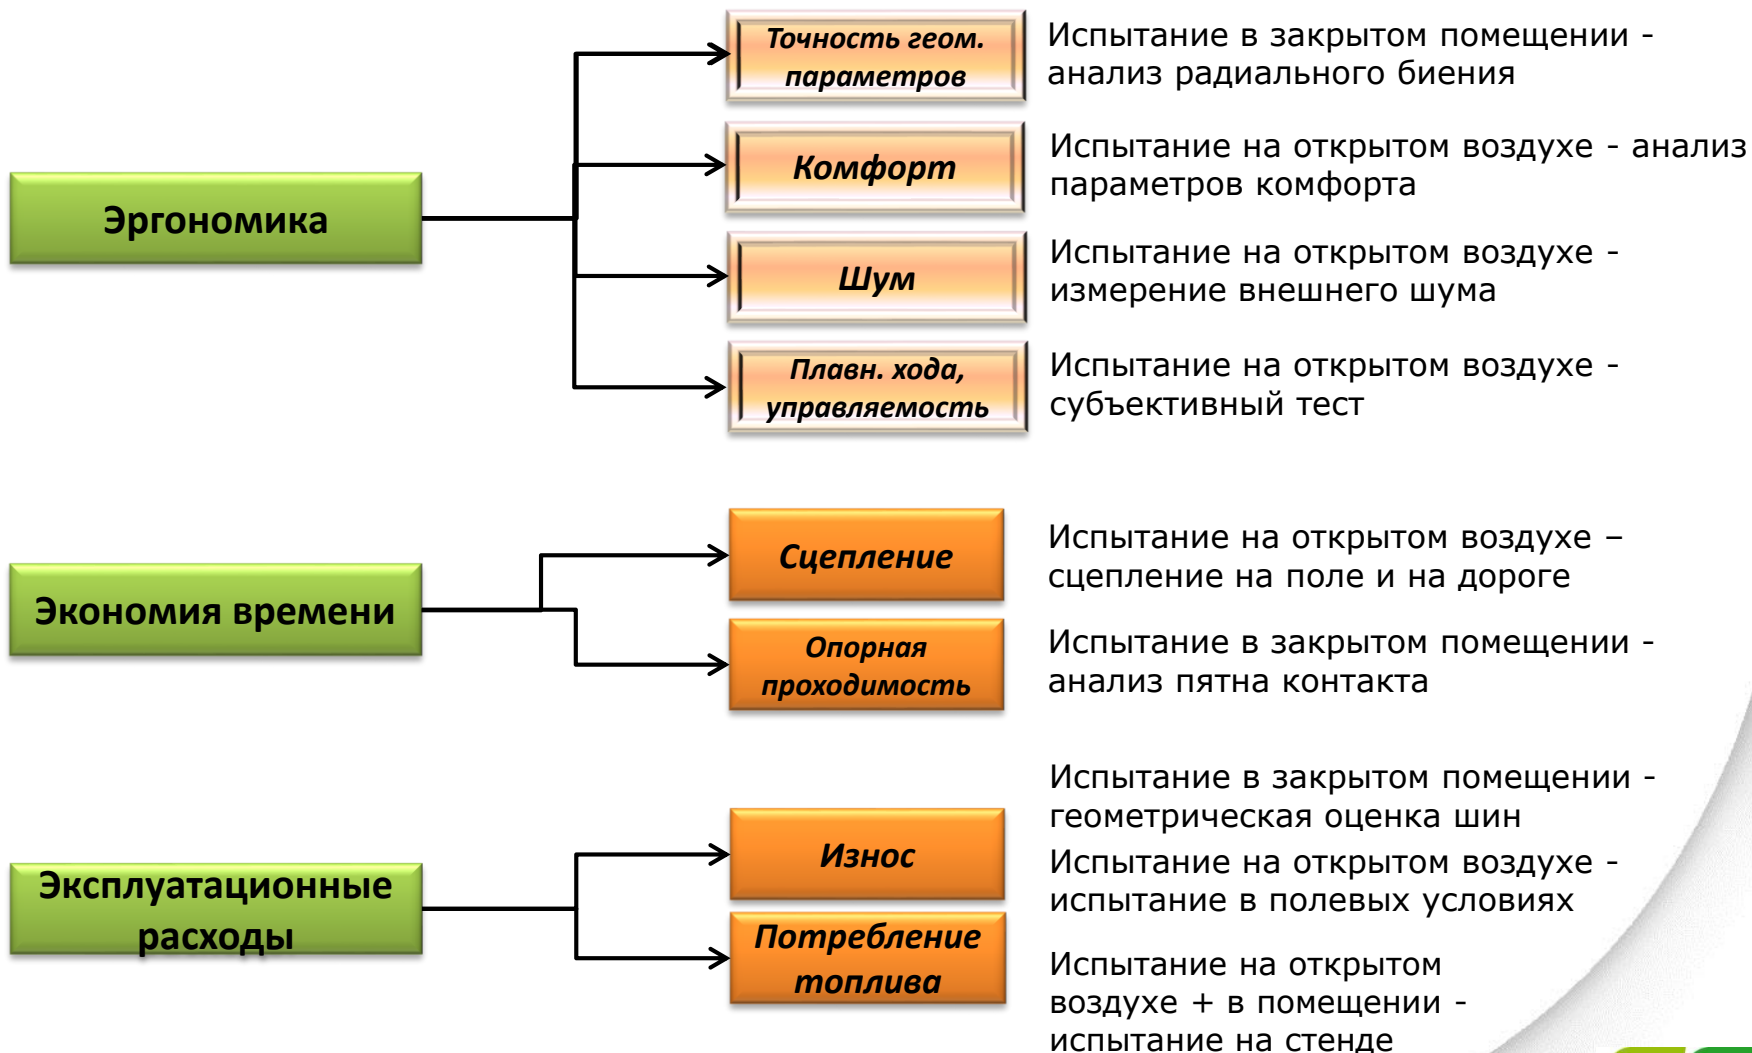 Эргономика
Точность геом.
параметров
Испытание в закрытом помещении -
анализ радиального биения
Комфорт
Испытание на открытом воздухе - анализ
параметров комфорта
Шум
Испытание на открытом воздухе -
измерение внешнего шума
Плавн. хода,
управляемость
Испытание на открытом воздухе -
субъективный тест
Экономия времени
Сцепление
Испытание на открытом воздухе –
сцепление на поле и на дороге
Опорная
проходимость
Испытание в закрытом помещении -
анализ пятна контакта
Эксплуатационные
расходы
Износ
Испытание в закрытом помещении -
геометрическая оценка шин
Испытание на открытом воздухе -
испытание в полевых условиях
Потребление
топлива
Испытание на открытом
воздухе + в помещении -
испытание на стенде